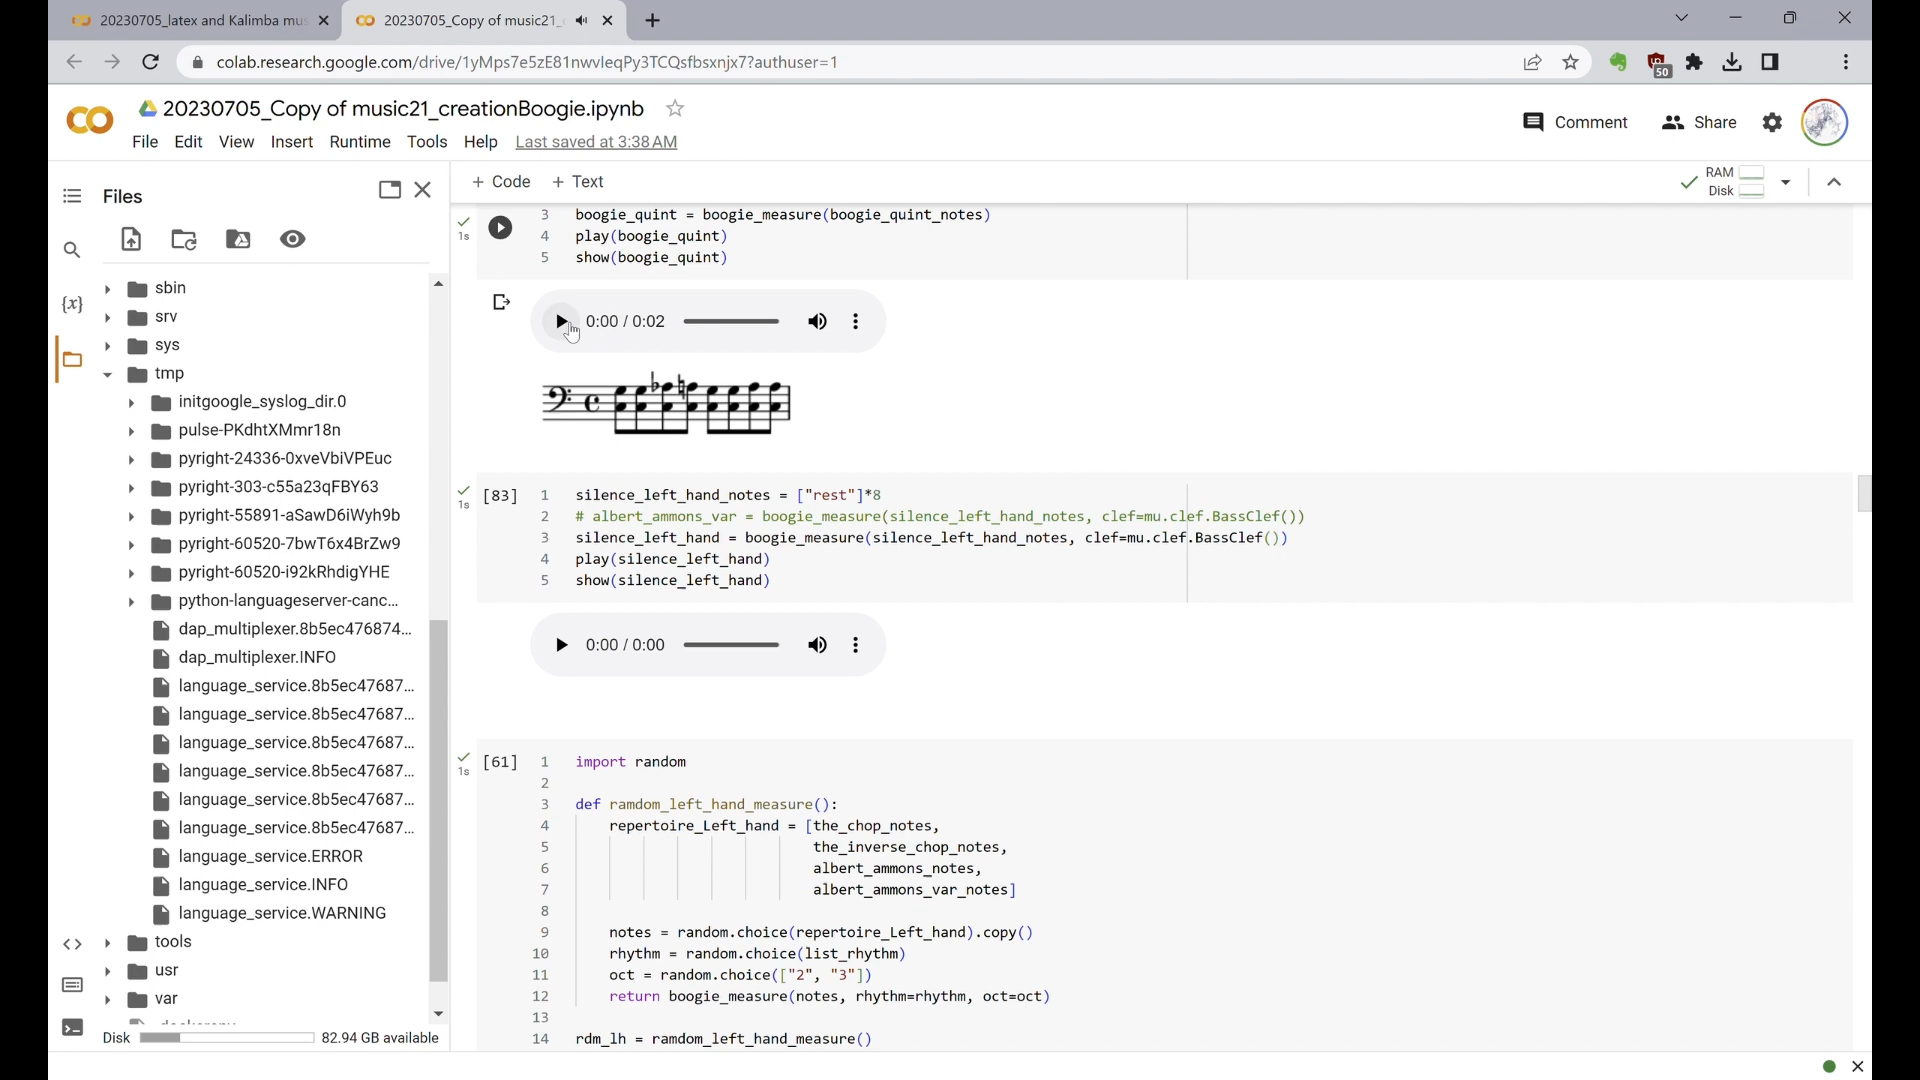 20230705_latex and Kalimba mus
20230705_Copy of music21_c
colab.research.google.com/drive/1yMps7e5zE81nwvleqPy3TCQsfbsxnjx7?authuser=1
50
20230705_Copy of music21_creationBoogie.ipynb
File Edit View Insert Runtime Tools Help Last saved at 3:38 AM
Comment Share
Files
+ Code + Text
RAM
Disk
sbin
srv
sys
tmp
initgoogle_syslog_dir.0
pulse-PKdhtXMmr18n
pyright-24336-0xveVbiVPEuc
pyright-303-c55a23qFBY63
pyright-55891-aSawD6iWyh9b
pyright-60520-7bwT6x4BrZw9
pyright-60520-i92kRhdigYHE
python-languageserver-canc...
dap_multiplexer.8b5ec476874...
dap_multiplexer.INFO
language_service.8b5ec47687...
language_service.8b5ec47687...
language_service.8b5ec47687...
language_service.8b5ec47687...
language_service.8b5ec47687...
language_service.8b5ec47687...
language_service.ERROR
language_service.INFO
language_service.WARNING
tools
usr
var
Disk 82.94 GB available
1s
3 boogie_quint = boogie_measure(boogie_quint_notes)
4 play(boogie_quint)
5 show(boogie_quint)
0:00 / 0:02
1s
[83] 1 silence_left_hand_notes = ["rest"]*8
2 # albert_ammons_var = boogie_measure(silence_left_hand_notes, clef=mu.clef.BassClef())
3 silence_left_hand = boogie_measure(silence_left_hand_notes, clef=mu.clef.BassClef())
4 play(silence_left_hand)
5 show(silence_left_hand)
0:00 / 0:00
1s
[61] 1 import random
2
3 def ramdom_left_hand_measure():
4 repertoire_Left_hand = [the_chop_notes,
5 the_inverse_chop_notes,
6 albert_ammons_notes,
7 albert_ammons_var_notes]
8
9 notes = random.choice(repertoire_Left_hand).copy()
10 rhythm = random.choice(list_rhythm)
11 oct = random.choice(["2", "3"])
12 return boogie_measure(notes, rhythm=rhythm, oct=oct)
13
14 rdm_lh = ramdom_left_hand_measure()